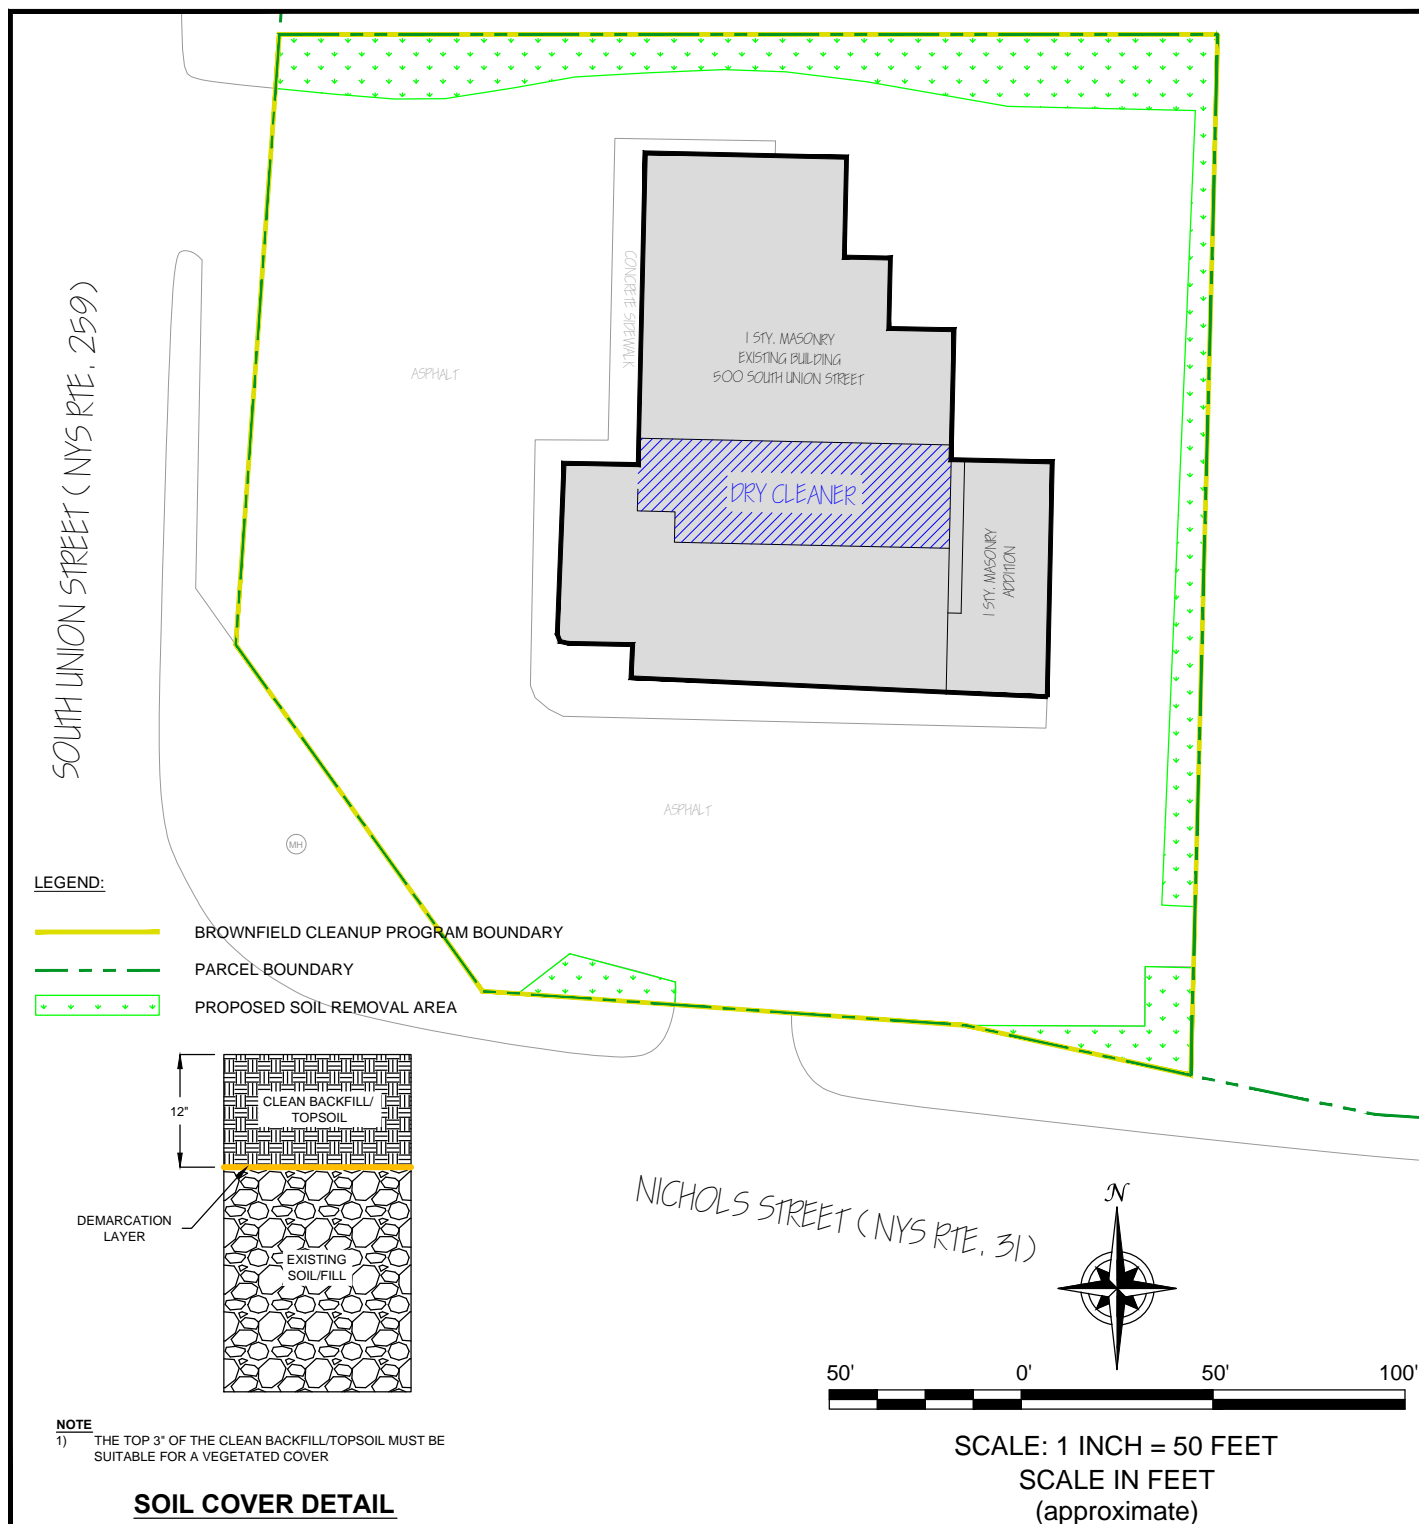 SOUTH UNION STREET ( NYS RTE. 259)
CONCRETE SIDEWALK
ASPHALT
1 STY. MASONRY
EXISTING BUILDING
500 SOUTH UNION STREET
DRY CLEANER
1 STY. MASONRY
ADDITION
ASPHALT
MH
LEGEND:
BROWNFIELD CLEANUP PROGRAM BOUNDARY
PARCEL BOUNDARY
PROPOSED SOIL REMOVAL AREA
12"
CLEAN BACKFILL/
TOPSOIL
DEMARCATION
LAYER
EXISTING
SOIL/FILL
NICHOLS STREET ( NYS RTE. 31)
N
50' 0' 50' 100'
SCALE: 1 INCH = 50 FEET
SCALE IN FEET
(approximate)
NOTE
1) THE TOP 3" OF THE CLEAN BACKFILL/TOPSOIL MUST BE
SUITABLE FOR A VEGETATED COVER
SOIL COVER DETAIL